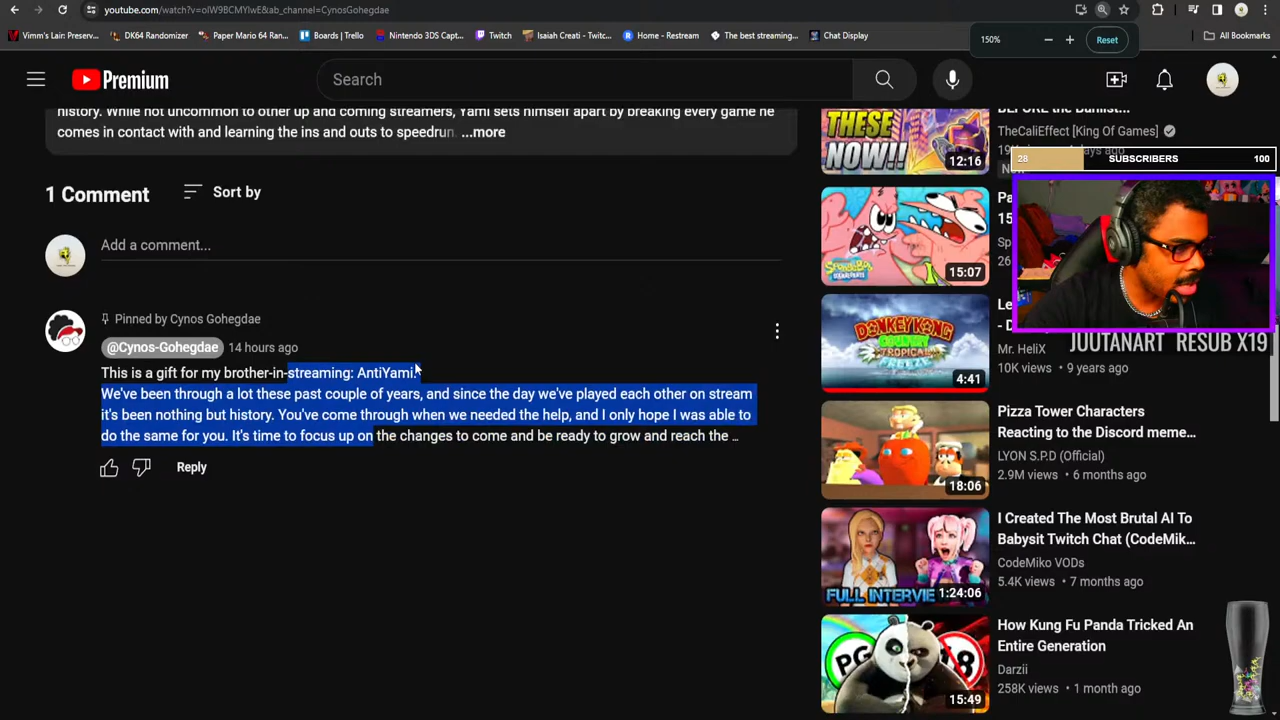 youtube.com/watch?v=oIW9BCMYlwE&ab_channel=CynosGohegdae
Vimm's Lair: Preserv...
DK64 Randomizer
Paper Mario 64 Ran...
Boards | Trello
Nintendo 3DS Capt...
Twitch
Isaiah Creati - Twitc...
Home - Restream
The best streaming...
Chat Display
All Bookmarks
150%
Reset
Premium
Search
history. While not uncommon to other up and coming streamers, Yami sets himself apart by breaking every game he
comes in contact with and learning the ins and outs to speedrun. ...more
1 Comment
Sort by
Add a comment...
Pinned by Cynos Gohegdae
@Cynos-Gohegdae 14 hours ago
This is a gift for my brother-in-streaming: AntiYami.
We've been through a lot these past couple of years, and since the day we've played each other on stream
it's been nothing but history. You've come through when we needed the help, and I only hope I was able to
do the same for you. It's time to focus up on the changes to come and be ready to grow and reach the ...
Reply
THESE
NOW!!
12:16
BEFORE the Banlist...
TheCaliEffect [King Of Games]
28 SUBSCRIBERS 100
15:07
DONKEY KONG
COUNTRY
TROPICAL
FREEZE
4:41
Mr. HeliX
10K views • 9 years ago
JUUTANART RESUB X19
Pizza Tower Characters
Reacting to the Discord meme...
LYON S.P.D (Official)
2.9M views • 6 months ago
18:06
I Created The Most Brutal AI To
Babysit Twitch Chat (CodeMik...
CodeMiko VODs
5.4K views • 7 months ago
FULL INTERVIE
1:24:06
How Kung Fu Panda Tricked An
Entire Generation
Darzii
258K views • 1 month ago
PG
18
15:49